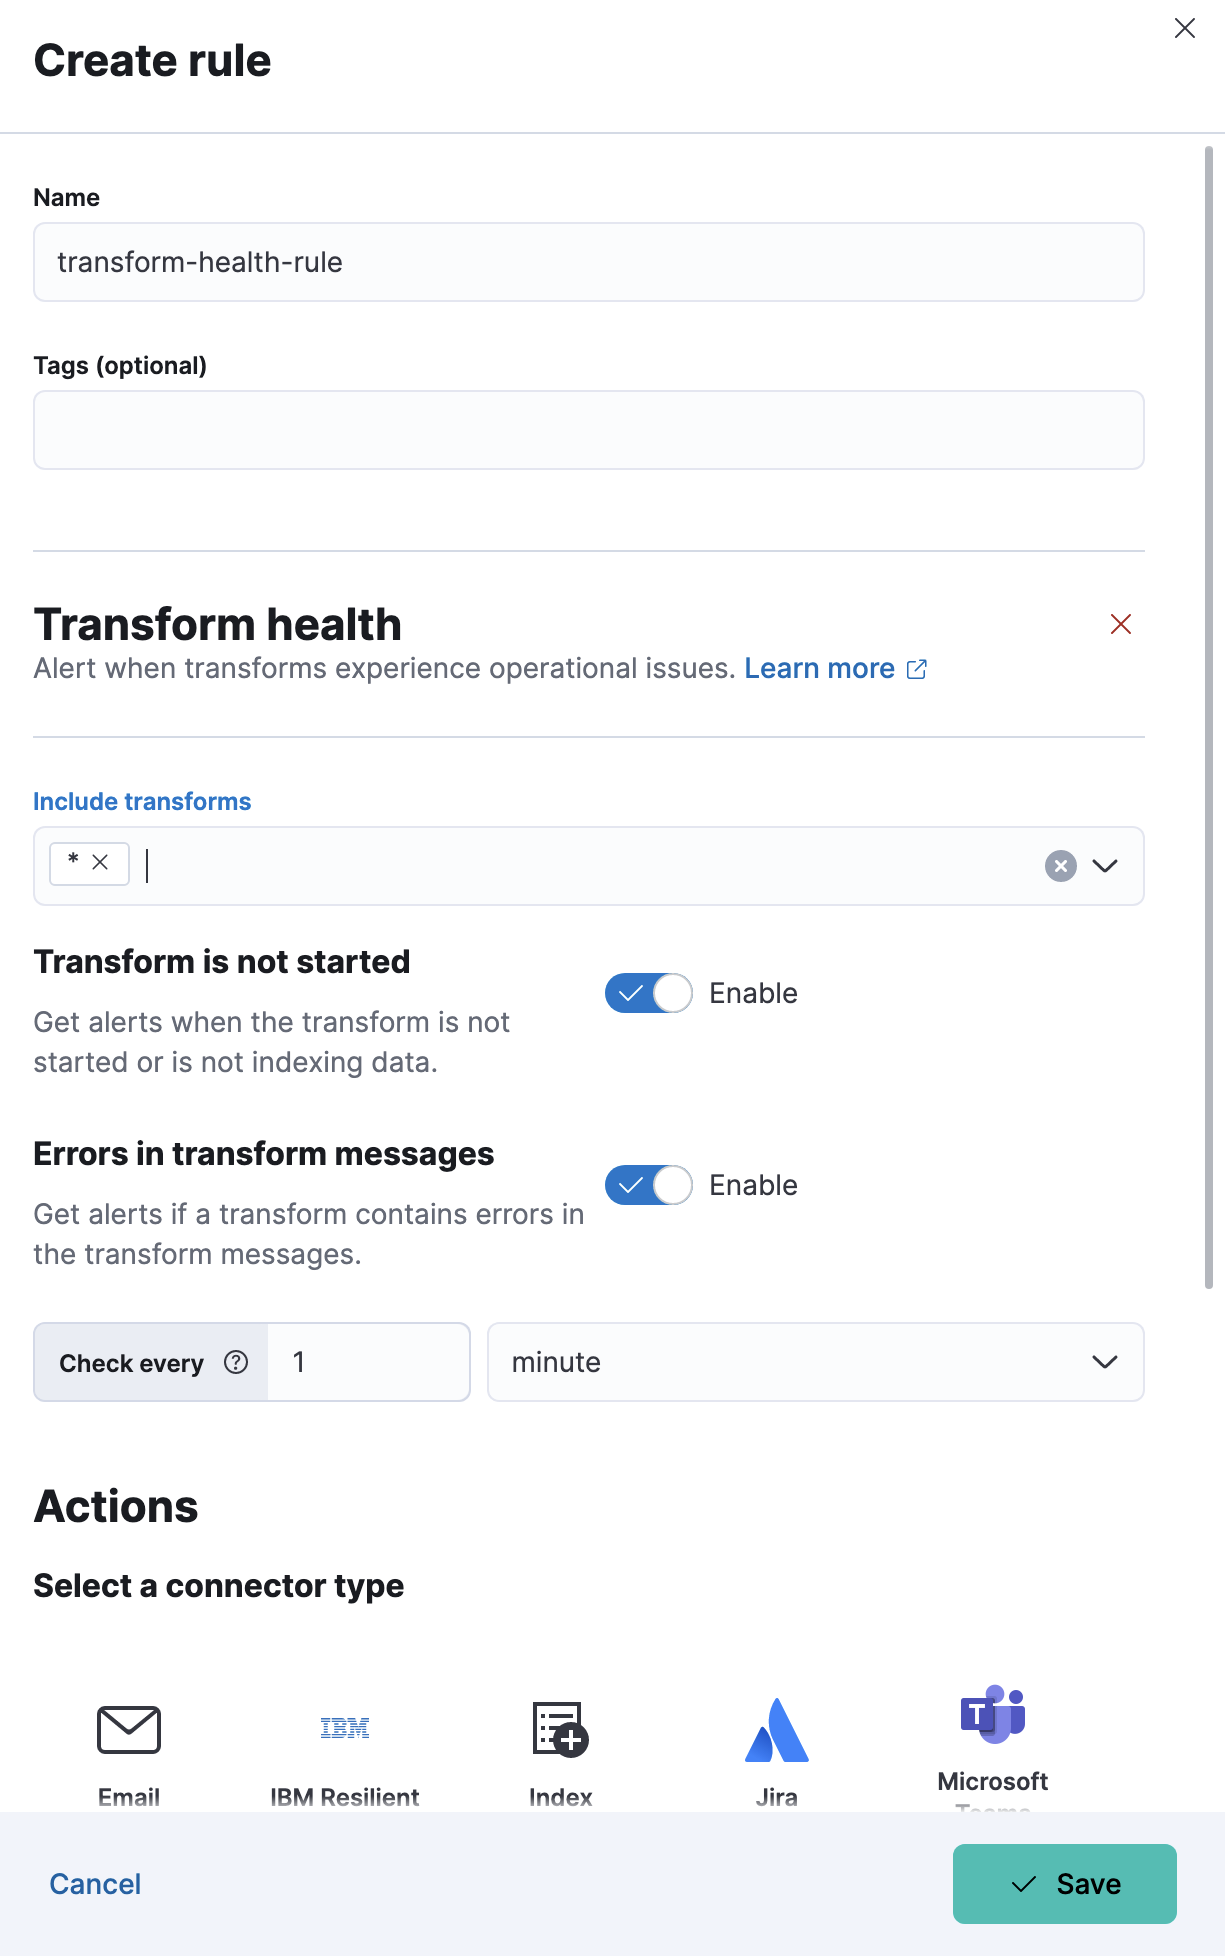 Create rule
Name
transform-health-rule
Tags (optional)
Transform health
Alert when transforms experience operational issues. Learn more
Include transforms
*
Transform is not started
Enable
Get alerts when the transform is not
started or is not indexing data.
Errors in transform messages
Enable
Get alerts if a transform contains errors in
the transform messages.
Check every 1 minute
Actions
Select a connector type
IBM
T
Email IBM Resilient Index Jira Microsoft
Teams
Cancel Save